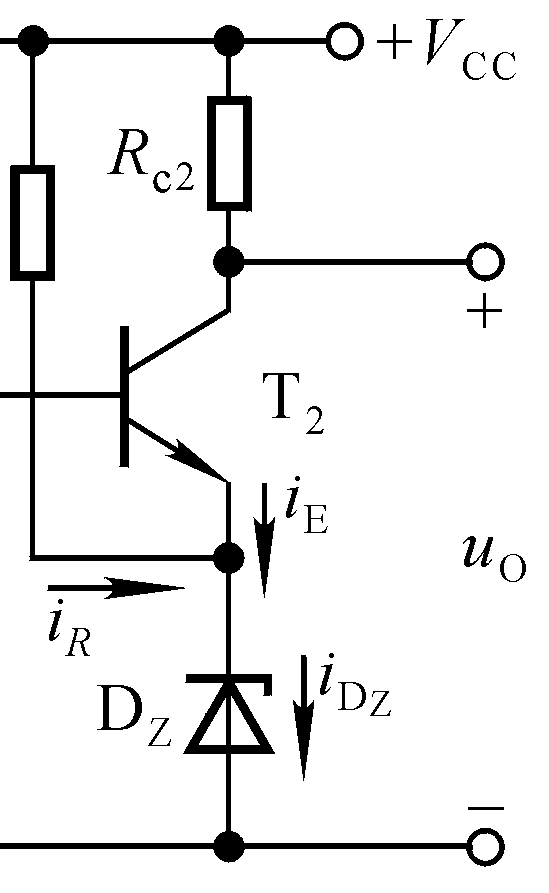 +V_CC
R_c2
+
T_2
i_E
u_O
i_R
i_DZ
D_Z
−